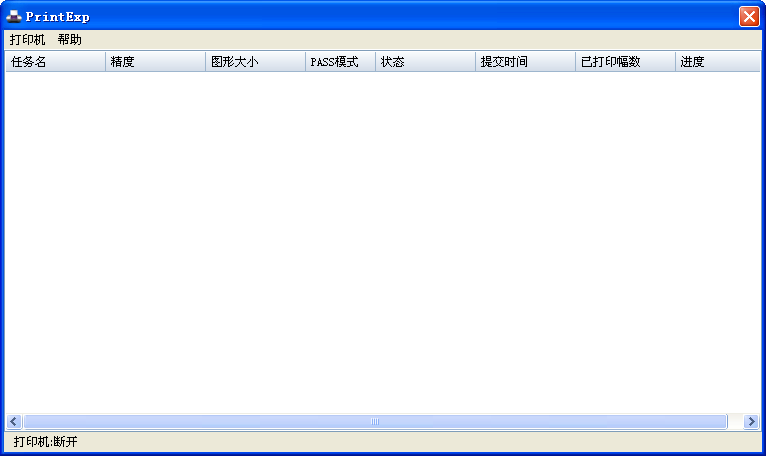 PrintExp
打印机 帮助
任务名 精度 图形大小 PASS模式 状态 提交时间 已打印幅数 进度
打印机:断开